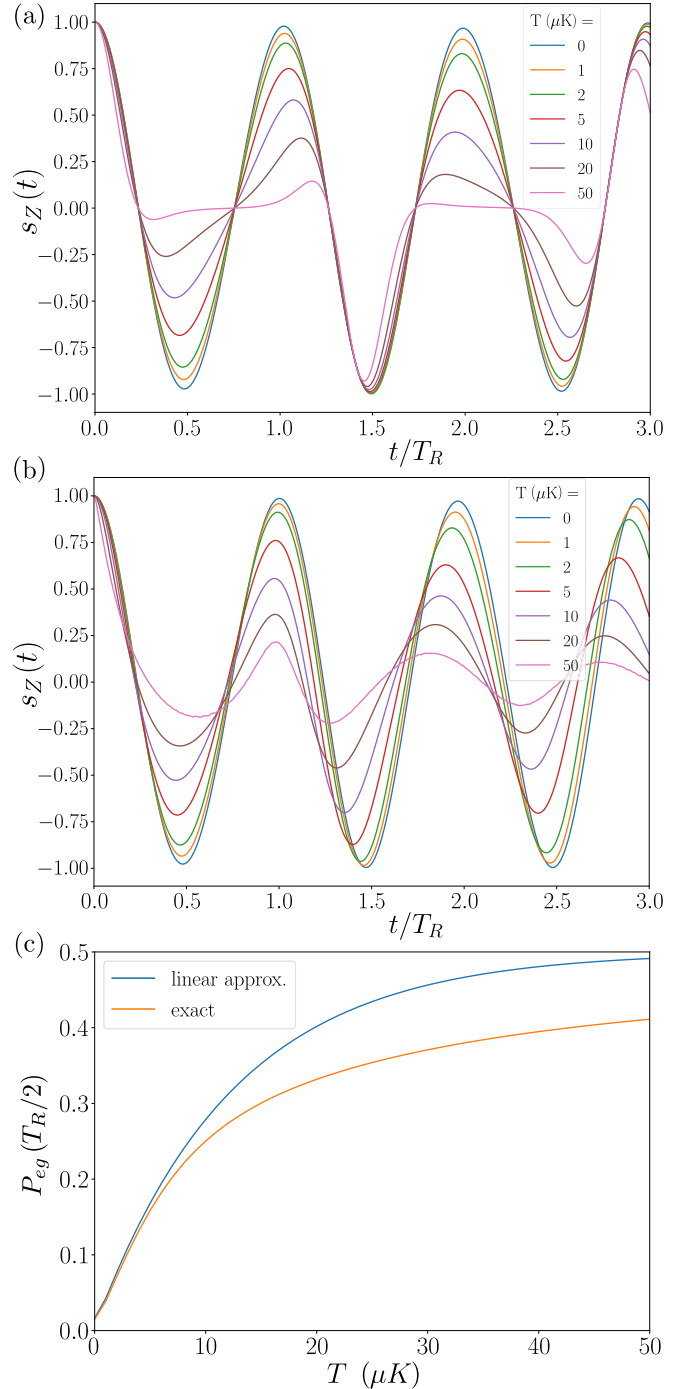 (a)
T (μK) =
0
1
2
5
10
20
50
1.00
0.75
0.50
0.25
0.00
−0.25
−0.50
−0.75
−1.00
s_Z(t)
0.0 0.5 1.0 1.5 2.0 2.5 3.0
t/T_R
(b)
T (μK) =
0
1
2
5
10
20
50
1.00
0.75
0.50
0.25
0.00
−0.25
−0.50
−0.75
−1.00
s_Z(t)
0.0 0.5 1.0 1.5 2.0 2.5 3.0
t/T_R
(c)
linear approx.
exact
0.5
0.4
0.3
0.2
0.1
0.0
P_{eg}(T_R/2)
0 10 20 30 40 50
T (μK)